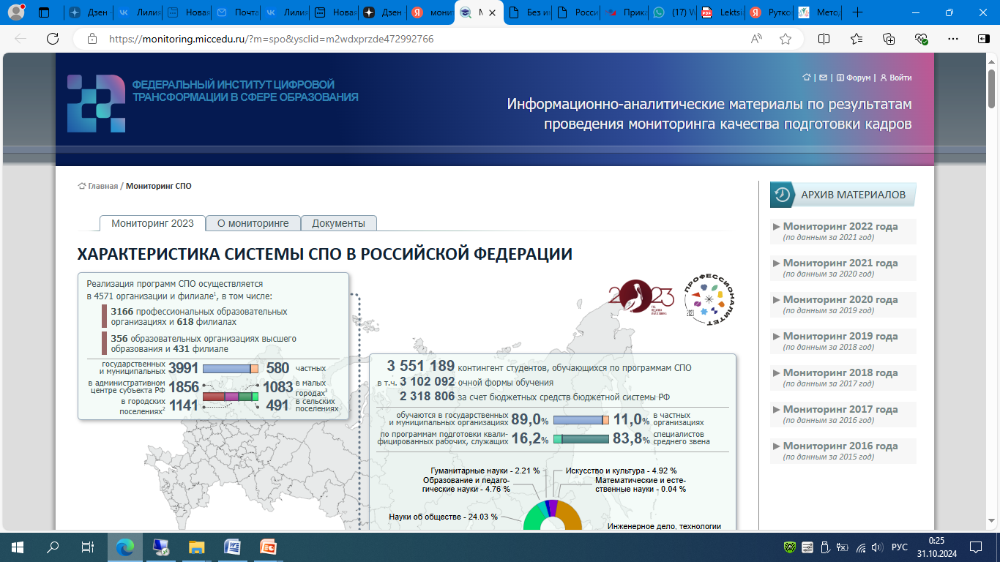 Дзен
Лилия
Новая
Почта
Лилия
Новая
Дзен
мони
М
Без им
Росси
Прик
(17) W
Lektsi
Рутко
Мето
https://monitoring.miccedu.ru/?m=spo&ysclid=m2wdxprzde472992766
ФЕДЕРАЛЬНЫЙ ИНСТИТУТ ЦИФРОВОЙ
ТРАНСФОРМАЦИИ В СФЕРЕ ОБРАЗОВАНИЯ
| | Форум | Войти
Информационно-аналитические материалы по результатам
проведения мониторинга качества подготовки кадров
Главная / Мониторинг СПО
Мониторинг 2023
О мониторинге
Документы
ХАРАКТЕРИСТИКА СИСТЕМЫ СПО В РОССИЙСКОЙ ФЕДЕРАЦИИ
Реализация программ СПО осуществляется
в 4571 организации и филиале¹, в том числе:
3166 профессиональных образовательных
организациях и 618 филиалах
356 образовательных организациях высшего
образования и 431 филиале
государственных
и муниципальных 3991 580 частных
в административном
центре субъекта РФ 1856 1083 в малых
городах³
в городских
поселениях² 1141 491 в сельских
поселениях
2023
ПРОФЕССИОНАЛИТЕТ
2023
3 551 189 контингент студентов, обучающихся по программам СПО
в т.ч. 3 102 092 очной формы обучения
2 318 806 за счет бюджетных средств бюджетной системы РФ
обучаются в государственных
и муниципальных организациях 89,0% 11,0% в частных
организациях
по программам подготовки квали-
фицированных рабочих, служащих 16,2% 83,8% специалистов
среднего звена
Гуманитарные науки - 2.21 %
Искусство и культура - 4.92 %
Образование и педаго-
гические науки - 4.76 %
Математические и есте-
ственные науки - 0.04 %
Науки об обществе - 24.03 %
Инженерное дело, технологии
АРХИВ МАТЕРИАЛОВ
Мониторинг 2022 года
(по данным за 2021 год)
Мониторинг 2021 года
(по данным за 2020 год)
Мониторинг 2020 года
(по данным за 2019 год)
Мониторинг 2019 года
(по данным за 2018 год)
Мониторинг 2018 года
(по данным за 2017 год)
Мониторинг 2017 года
(по данным за 2016 год)
Мониторинг 2016 года
(по данным за 2015 год)
РУС
0:25
31.10.2024